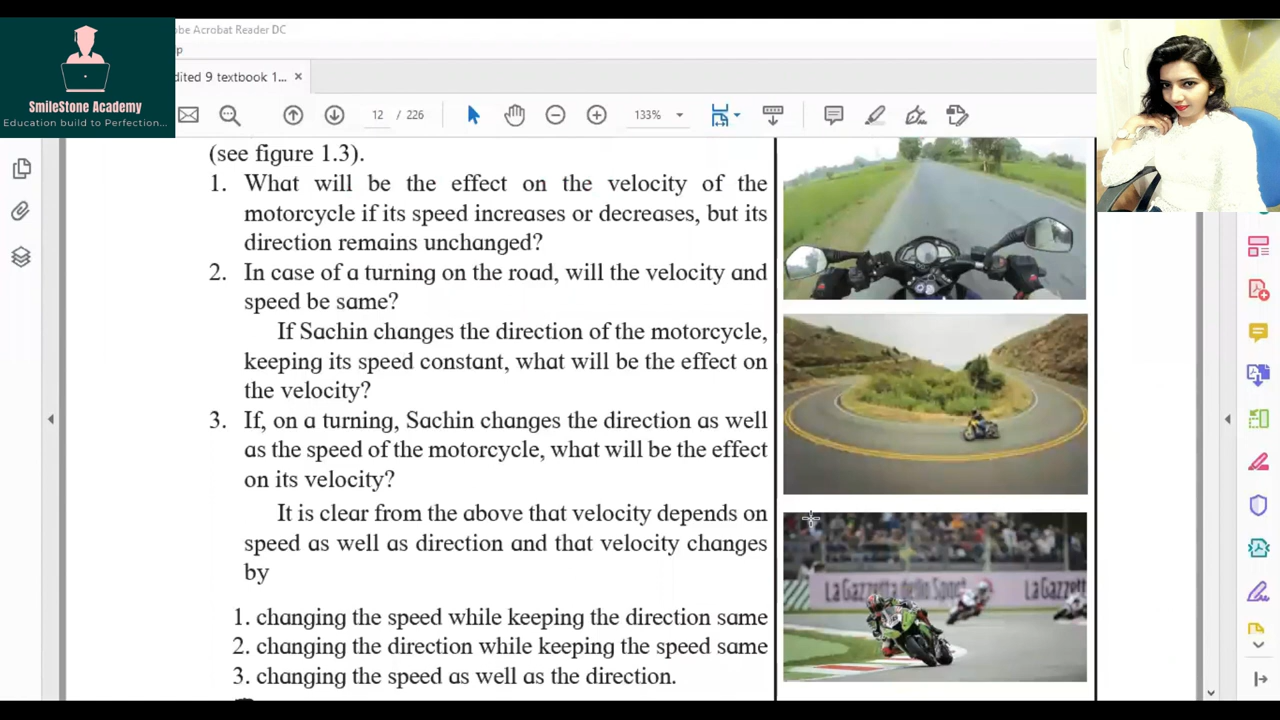 obe Acrobat Reader DC
p
dited 9 textbook 1...
SmileStone Academy
Education build to Perfection...
12 / 226
133%
(see figure 1.3).
1. What will be the effect on the velocity of the
motorcycle if its speed increases or decreases, but its
direction remains unchanged?
2. In case of a turning on the road, will the velocity and
speed be same?
If Sachin changes the direction of the motorcycle,
keeping its speed constant, what will be the effect on
the velocity?
3. If, on a turning, Sachin changes the direction as well
as the speed of the motorcycle, what will be the effect
on its velocity?
It is clear from the above that velocity depends on
speed as well as direction and that velocity changes
by
1. changing the speed while keeping the direction same
2. changing the direction while keeping the speed same
3. changing the speed as well as the direction.
La Gazzetta dello Sport
La Gazzett